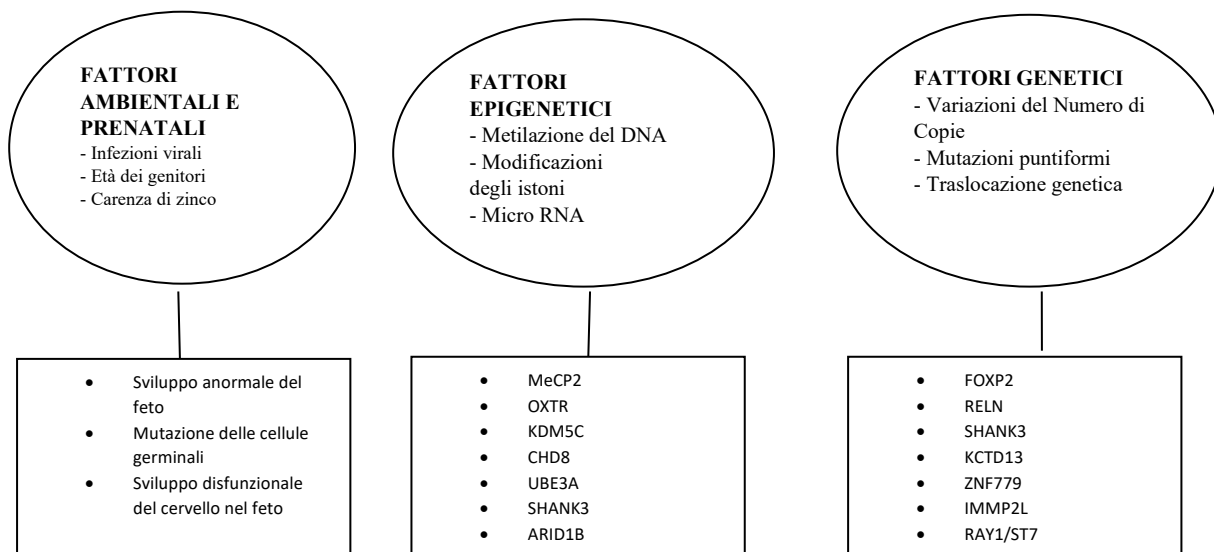 FATTORI
AMBIENTALI E
PRENATALI
- Infezioni virali
- Età dei genitori
- Carenza di zinco
FATTORI
EPIGENETICI
- Metilazione del DNA
- Modificazioni
degli istoni
- Micro RNA
FATTORI GENETICI
- Variazioni del Numero di
Copie
- Mutazioni puntiformi
- Traslocazione genetica
• Sviluppo anormale del
feto
• Mutazione delle cellule
germinali
• Sviluppo disfunzionale
del cervello nel feto
• MeCP2
• OXTR
• KDM5C
• CHD8
• UBE3A
• SHANK3
• ARID1B
• FOXP2
• RELN
• SHANK3
• KCTD13
• ZNF779
• IMMP2L
• RAY1/ST7